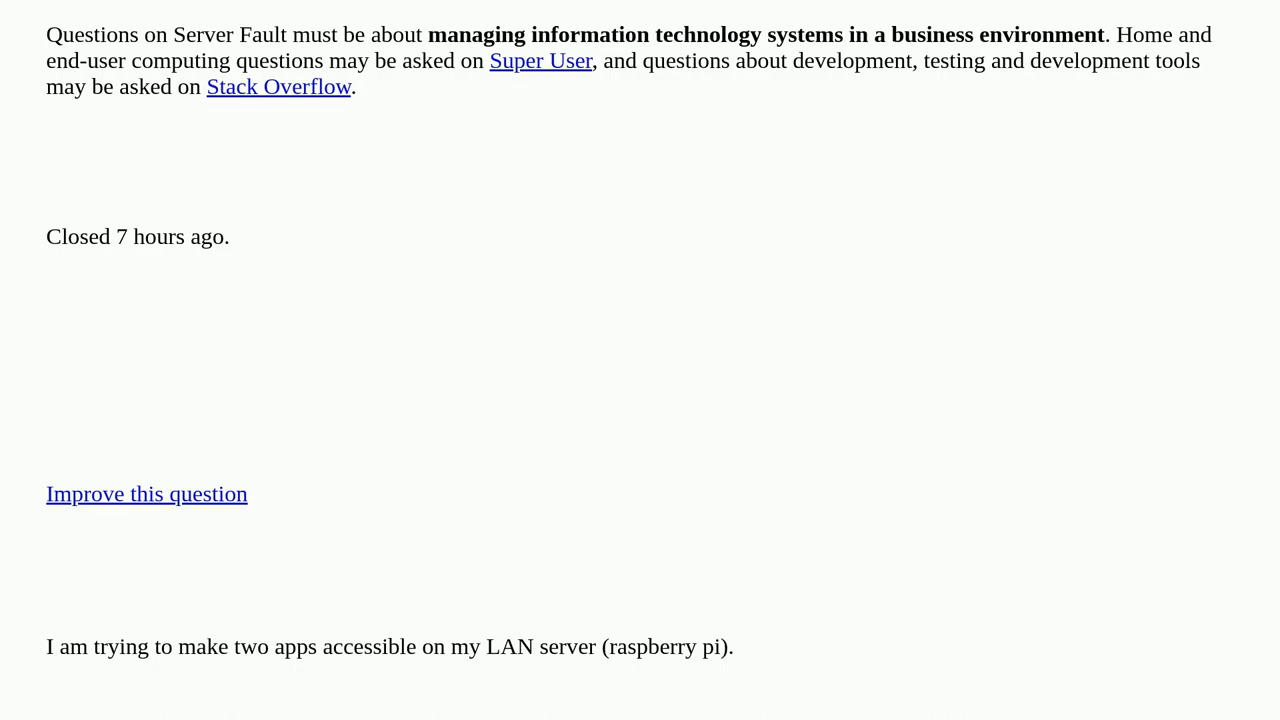 Questions on Server Fault must be about managing information technology systems in a business environment. Home and
end-user computing questions may be asked on Super User, and questions about development, testing and development tools
may be asked on Stack Overflow.
Closed 7 hours ago.
Improve this question
I am trying to make two apps accessible on my LAN server (raspberry pi).